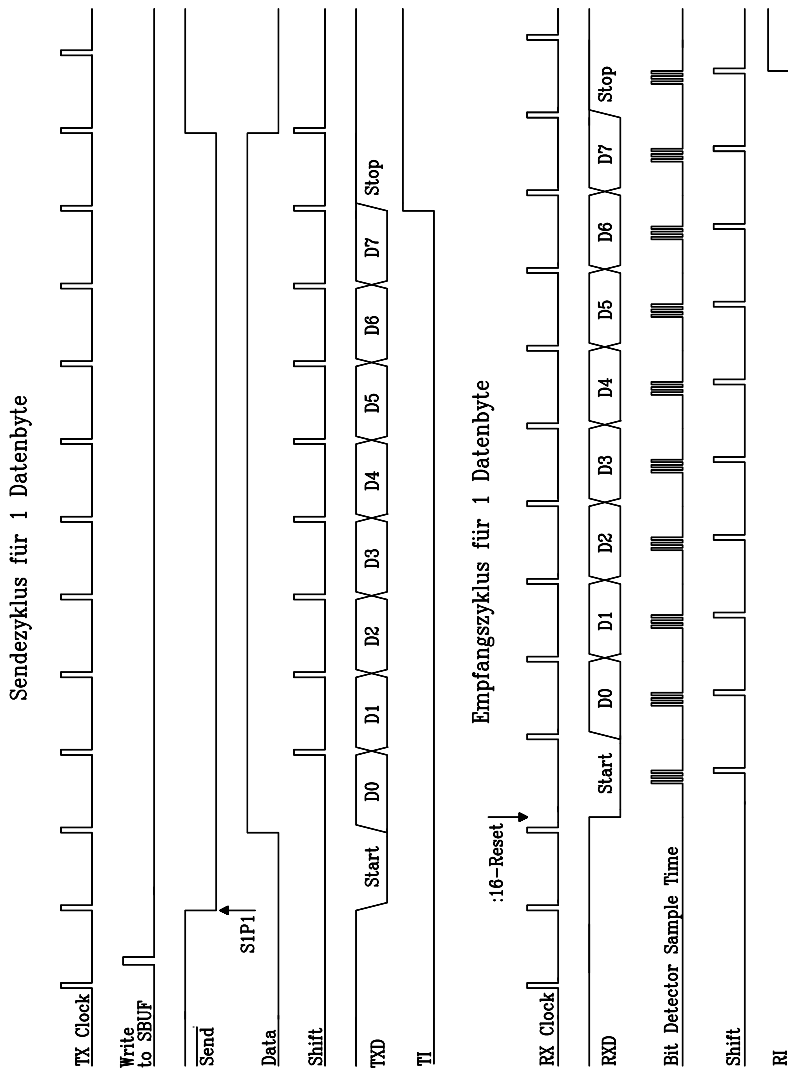 Sendezyklus für 1 Datenbyte
TX Clock
Write
to SBUF
Send
S1P1
Data
Shift
TXD
Start D0 D1 D2 D3 D4 D5 D6 D7 Stop
TI
Empfangszyklus für 1 Datenbyte
:16-Reset
RX Clock
RXD
Start D0 D1 D2 D3 D4 D5 D6 D7 Stop
Bit Detector Sample Time
Shift
RI